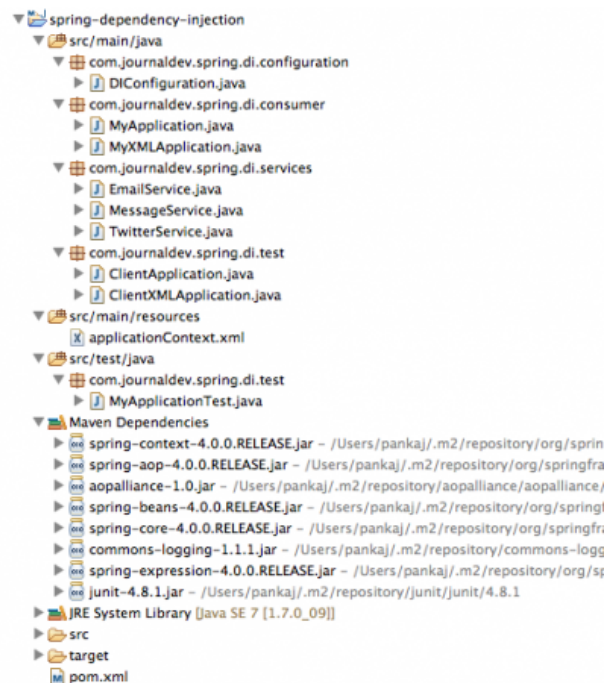 spring-dependency-injection
src/main/java
com.journaldev.spring.di.configuration
DIConfiguration.java
com.journaldev.spring.di.consumer
MyApplication.java
MyXMLApplication.java
com.journaldev.spring.di.services
EmailService.java
MessageService.java
TwitterService.java
com.journaldev.spring.di.test
ClientApplication.java
ClientXMLApplication.java
src/main/resources
applicationContext.xml
src/test/java
com.journaldev.spring.di.test
MyApplicationTest.java
Maven Dependencies
spring-context-4.0.0.RELEASE.jar - /Users/pankaj/.m2/repository/org/spring
spring-aop-4.0.0.RELEASE.jar - /Users/pankaj/.m2/repository/org/springfra
aopalliance-1.0.jar - /Users/pankaj/.m2/repository/aopalliance/aopalliance/
spring-beans-4.0.0.RELEASE.jar - /Users/pankaj/.m2/repository/org/springf
spring-core-4.0.0.RELEASE.jar - /Users/pankaj/.m2/repository/org/springfra
commons-logging-1.1.1.jar - /Users/pankaj/.m2/repository/commons-logg
spring-expression-4.0.0.RELEASE.jar - /Users/pankaj/.m2/repository/org/sp
junit-4.8.1.jar - /Users/pankaj/.m2/repository/junit/junit/4.8.1
JRE System Library [Java SE 7 [1.7.0_09]]
src
target
pom.xml